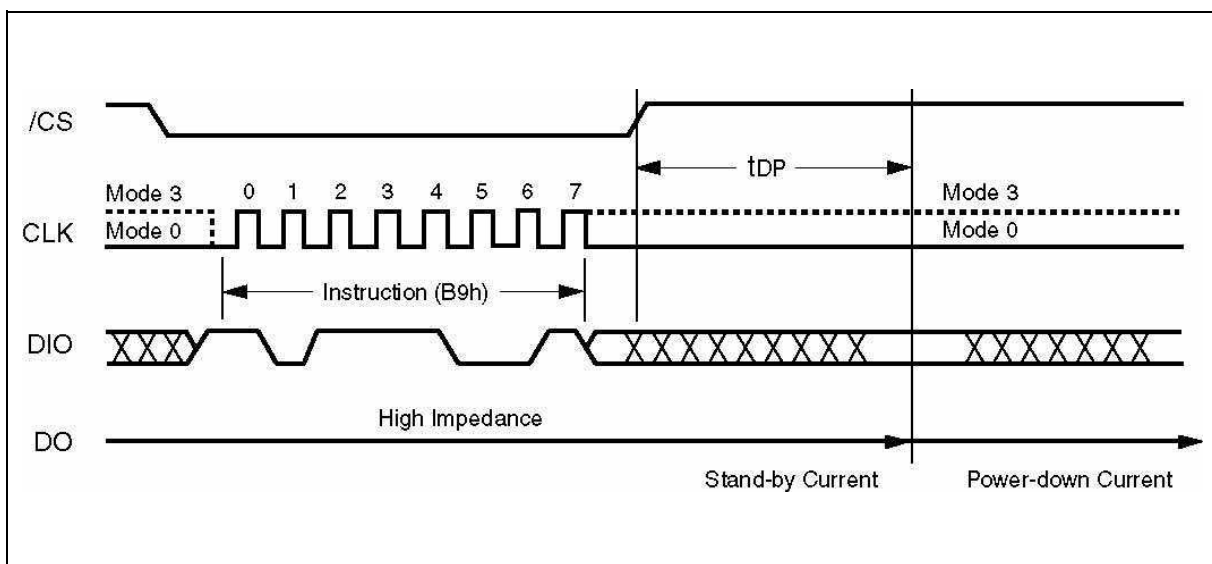 /CS
tDP
Mode 3 0 1 2 3 4 5 6 7 Mode 3
CLK Mode 0 Mode 0
Instruction (B9h)
DIO
High Impedance
DO
Stand-by Current Power-down Current